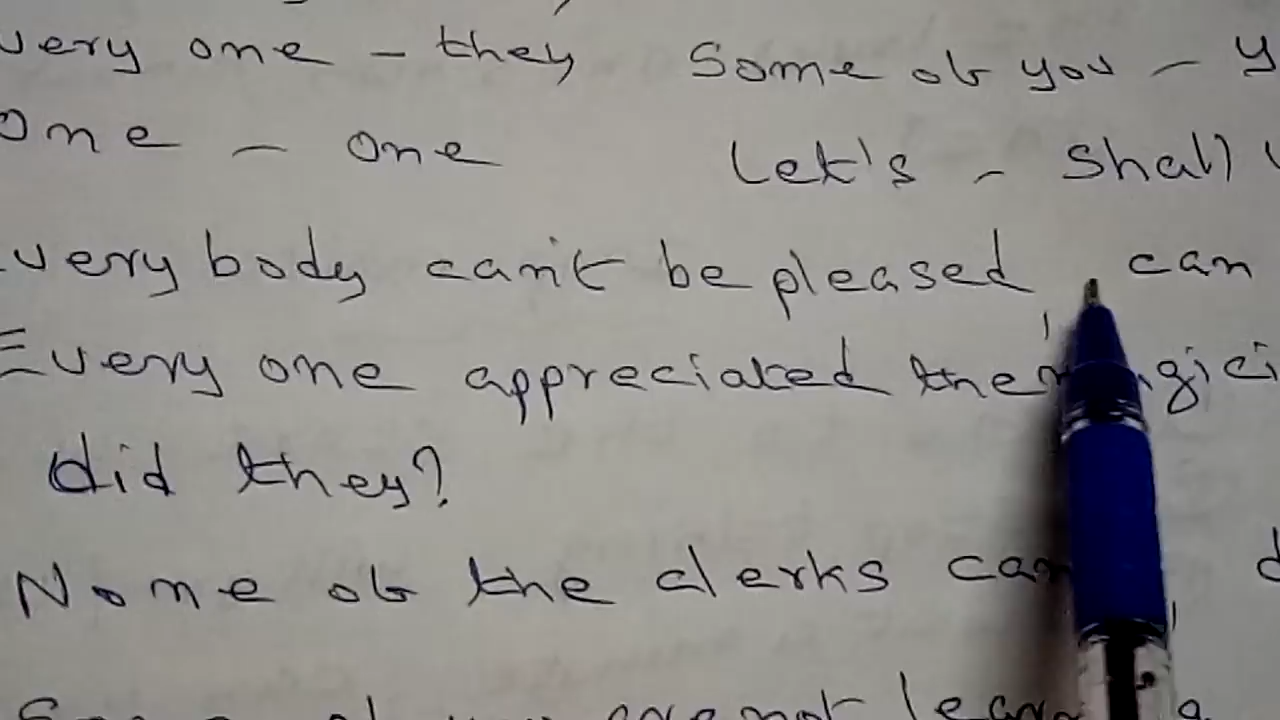 very one - they Some of you - y
One - One Let's - Shall
very body can't be pleased, can
Every one appreciated the
did they?
None of the clerks can